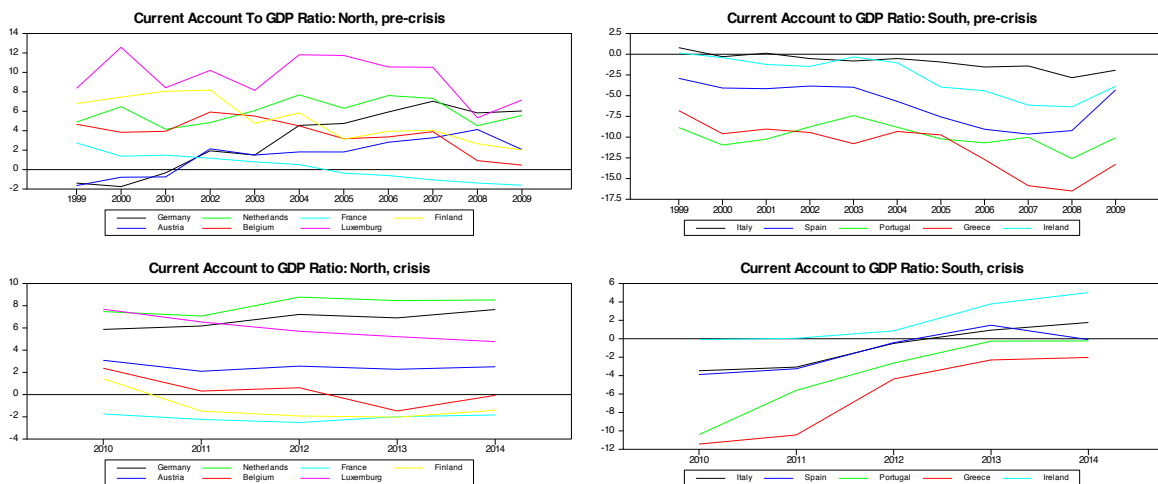 Current Account To GDP Ratio: North, pre-crisis
14
12
10
8
6
4
2
0
-2
1999 2000 2001 2002 2003 2004 2005 2006 2007 2008 2009
Germany Netherlands France Finland
Austria Belgium Luxemburg
Current Account to GDP Ratio: South, pre-crisis
2.5
0.0
-2.5
-5.0
-7.5
-10.0
-12.5
-15.0
-17.5
1999 2000 2001 2002 2003 2004 2005 2006 2007 2008 2009
Italy Spain Portugal Greece Ireland
Current Account to GDP Ratio: North, crisis
10
8
6
4
2
0
-2
-4
2010 2011 2012 2013 2014
Germany Netherlands France Finland
Austria Belgium Luxemburg
Current Account to GDP Ratio: South, crisis
6
4
2
0
-2
-4
-6
-8
-10
-12
2010 2011 2012 2013 2014
Italy Spain Portugal Greece Ireland